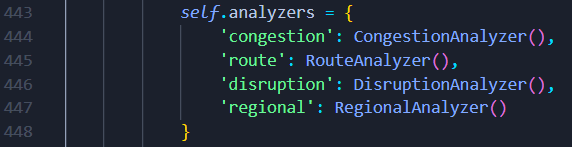 443 self.analyzers = {
444 'congestion': CongestionAnalyzer(),
445 'route': RouteAnalyzer(),
446 'disruption': DisruptionAnalyzer(),
447 'regional': RegionalAnalyzer()
448 }